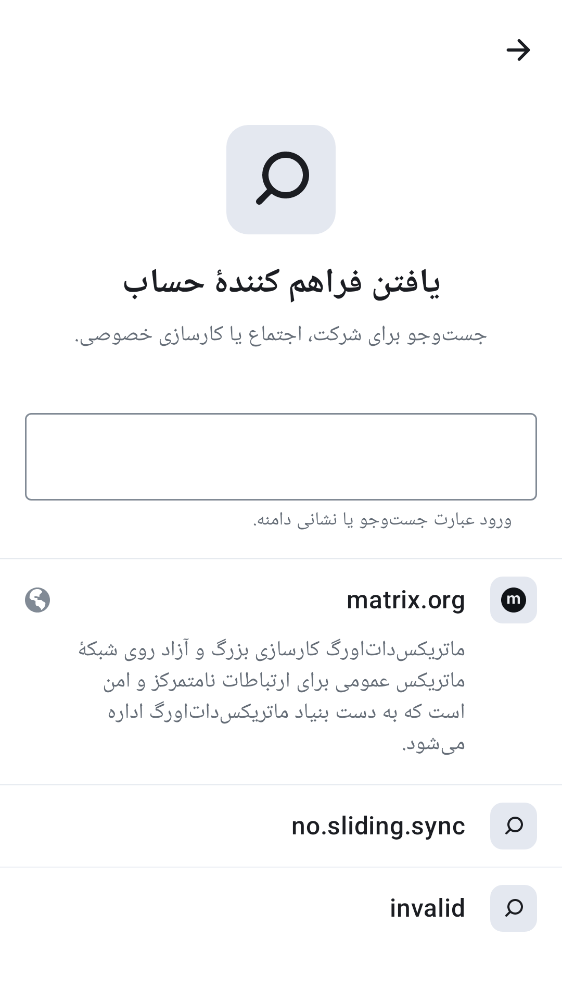 یافتن فراهم کنندهٔ حساب
جست‌وجو برای شرکت، اجتماع یا کارسازی خصوصی.
ورود عبارت جست‌وجو یا نشانی دامنه.
m
matrix.org
ماتریکس‌دات‌اورگ کارسازی بزرگ و آزاد روی شبکهٔ
ماتریکس عمومی برای ارتباطات نامتمرکز و امن
است که به دست بنیاد ماتریکس‌دات‌اورگ اداره
می‌شود.
no.sliding.sync
invalid